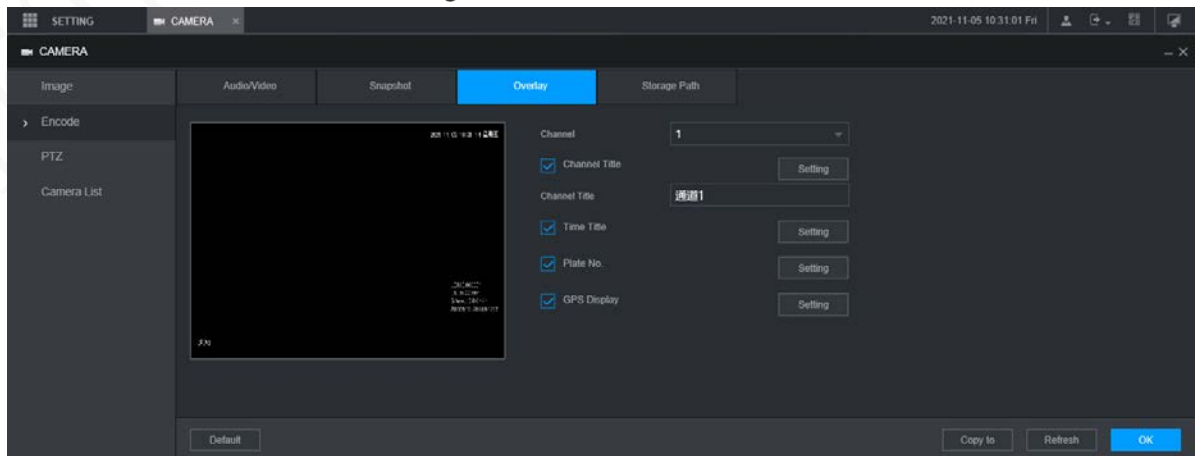 SETTING CAMERA × 2021-11-05 10:31:01 Fri
CAMERA
Image Audio/Video Snapshot Overlay Storage Path
Encode
PTZ
Camera List
Channel 1
Channel Title Setting
Channel Title 通道1
Time Title Setting
Plate No. Setting
GPS Display Setting
Default Copy to Refresh OK